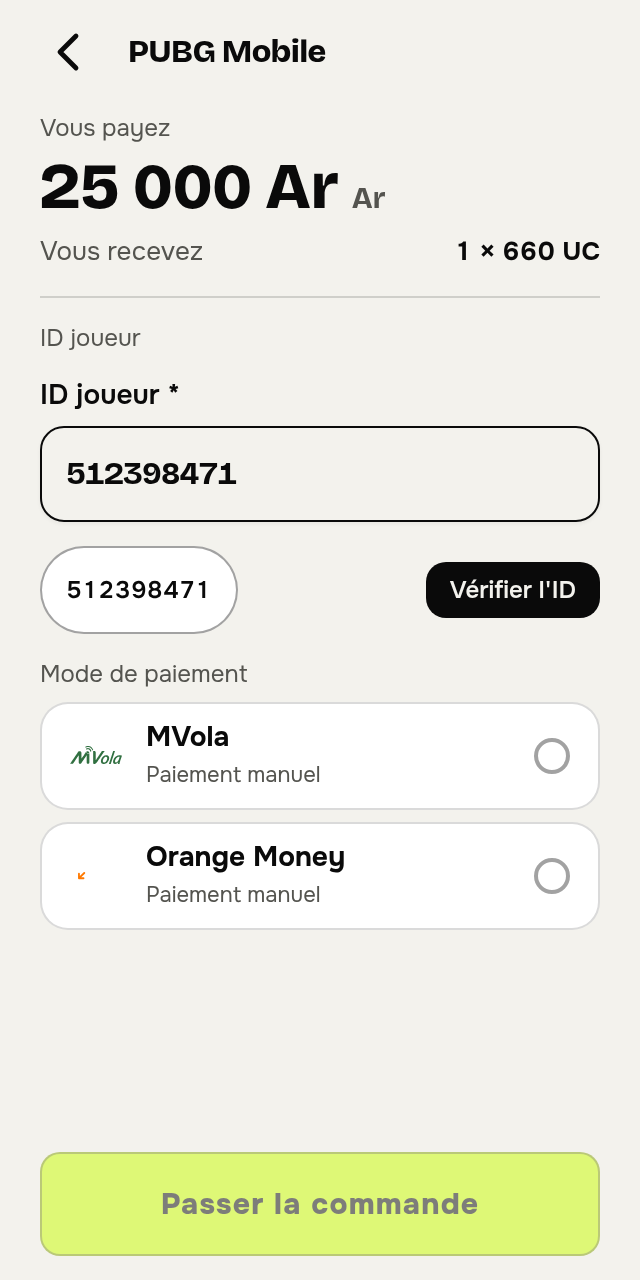 PUBG Mobile
Vous payez
25 000 Ar Ar
Vous recevez 1 × 660 UC
ID joueur
ID joueur *
512398471
512398471 Vérifier l'ID
Mode de paiement
MVola MVola
Paiement manuel
Orange Money
Paiement manuel
Passer la commande